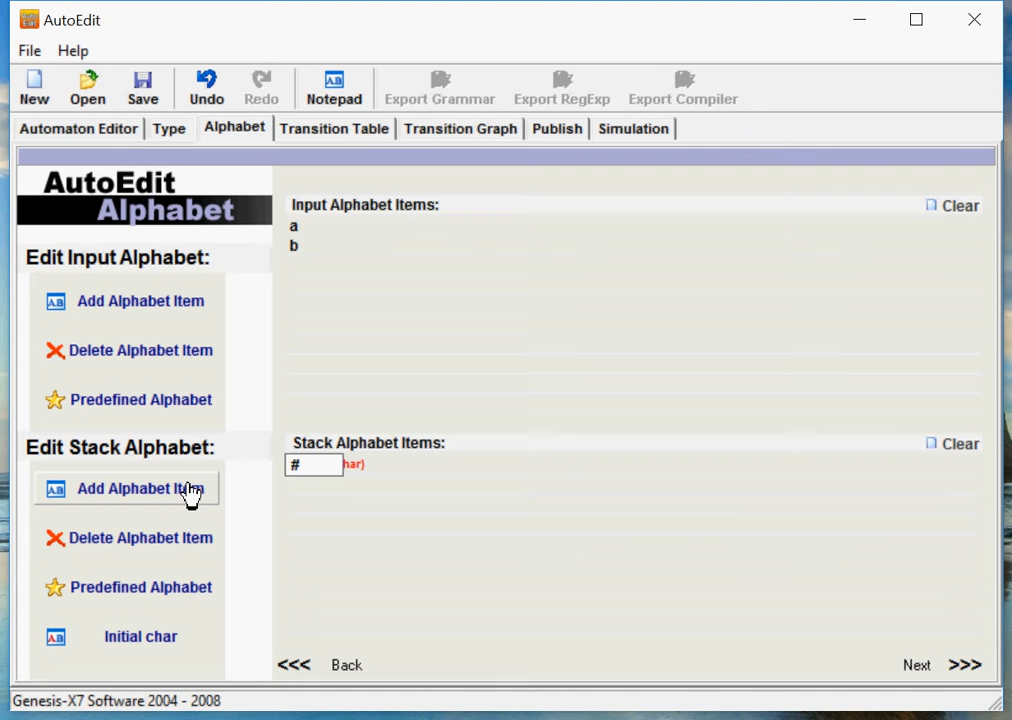 AutoEdit
File Help
New Open Save Undo Redo Notepad Export Grammar Export RegExp Export Compiler
Automaton Editor Type Alphabet Transition Table Transition Graph Publish Simulation
AutoEdit
Alphabet
Input Alphabet Items: Clear
a
b
Edit Input Alphabet:
Add Alphabet Item
Delete Alphabet Item
Predefined Alphabet
Edit Stack Alphabet:
Stack Alphabet Items: Clear
# har)
Add Alphabet Item
Delete Alphabet Item
Predefined Alphabet
Initial char
<<< Back Next >>>
Genesis-X7 Software 2004 - 2008